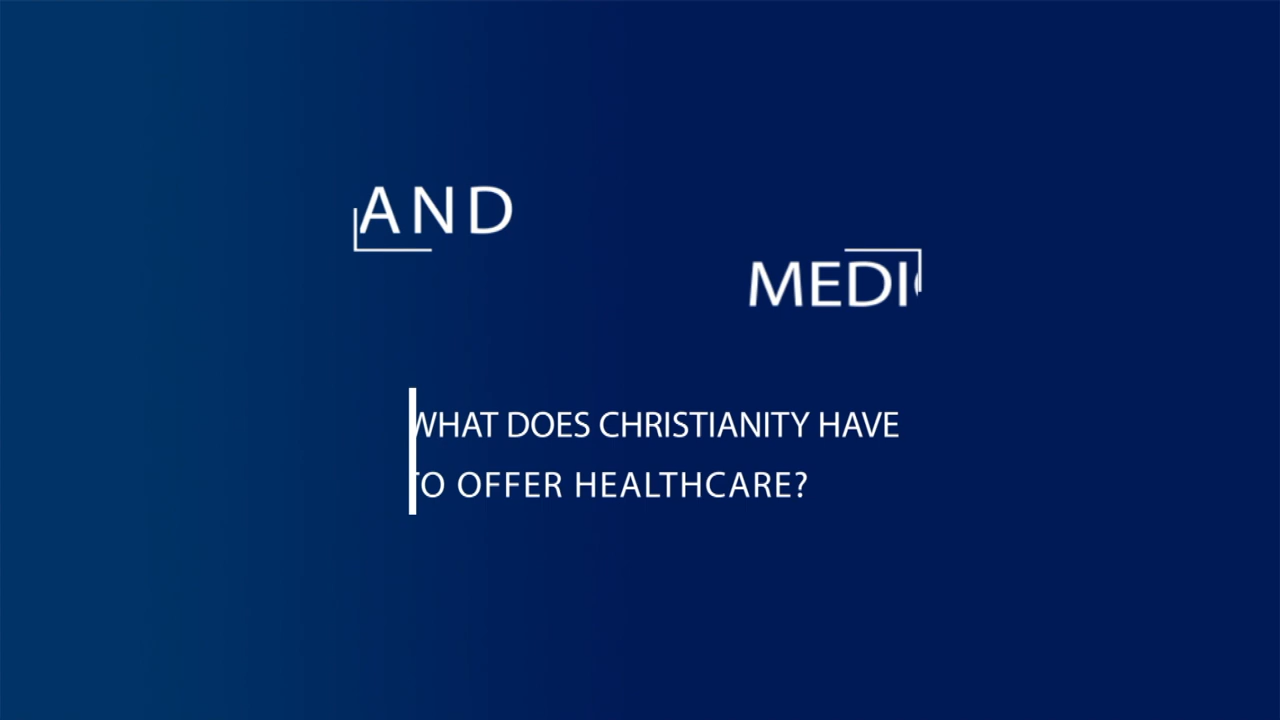 AND
MEDI
WHAT DOES CHRISTIANITY HAVE
TO OFFER HEALTHCARE?